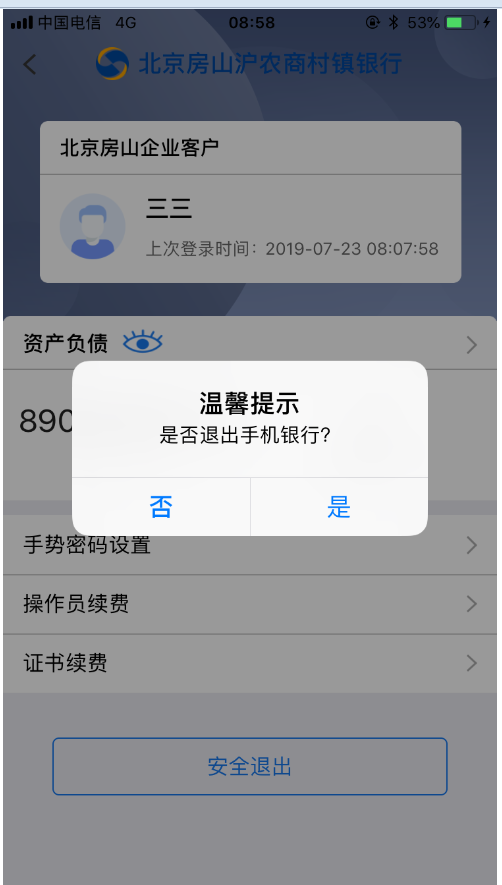 中国电信 4G 08:58 53%
北京房山沪农商村镇银行
北京房山企业客户
三三
上次登录时间：2019-07-23 08:07:58
资产负债
890
温馨提示
是否退出手机银行?
否 是
手势密码设置
操作员续费
证书续费
安全退出